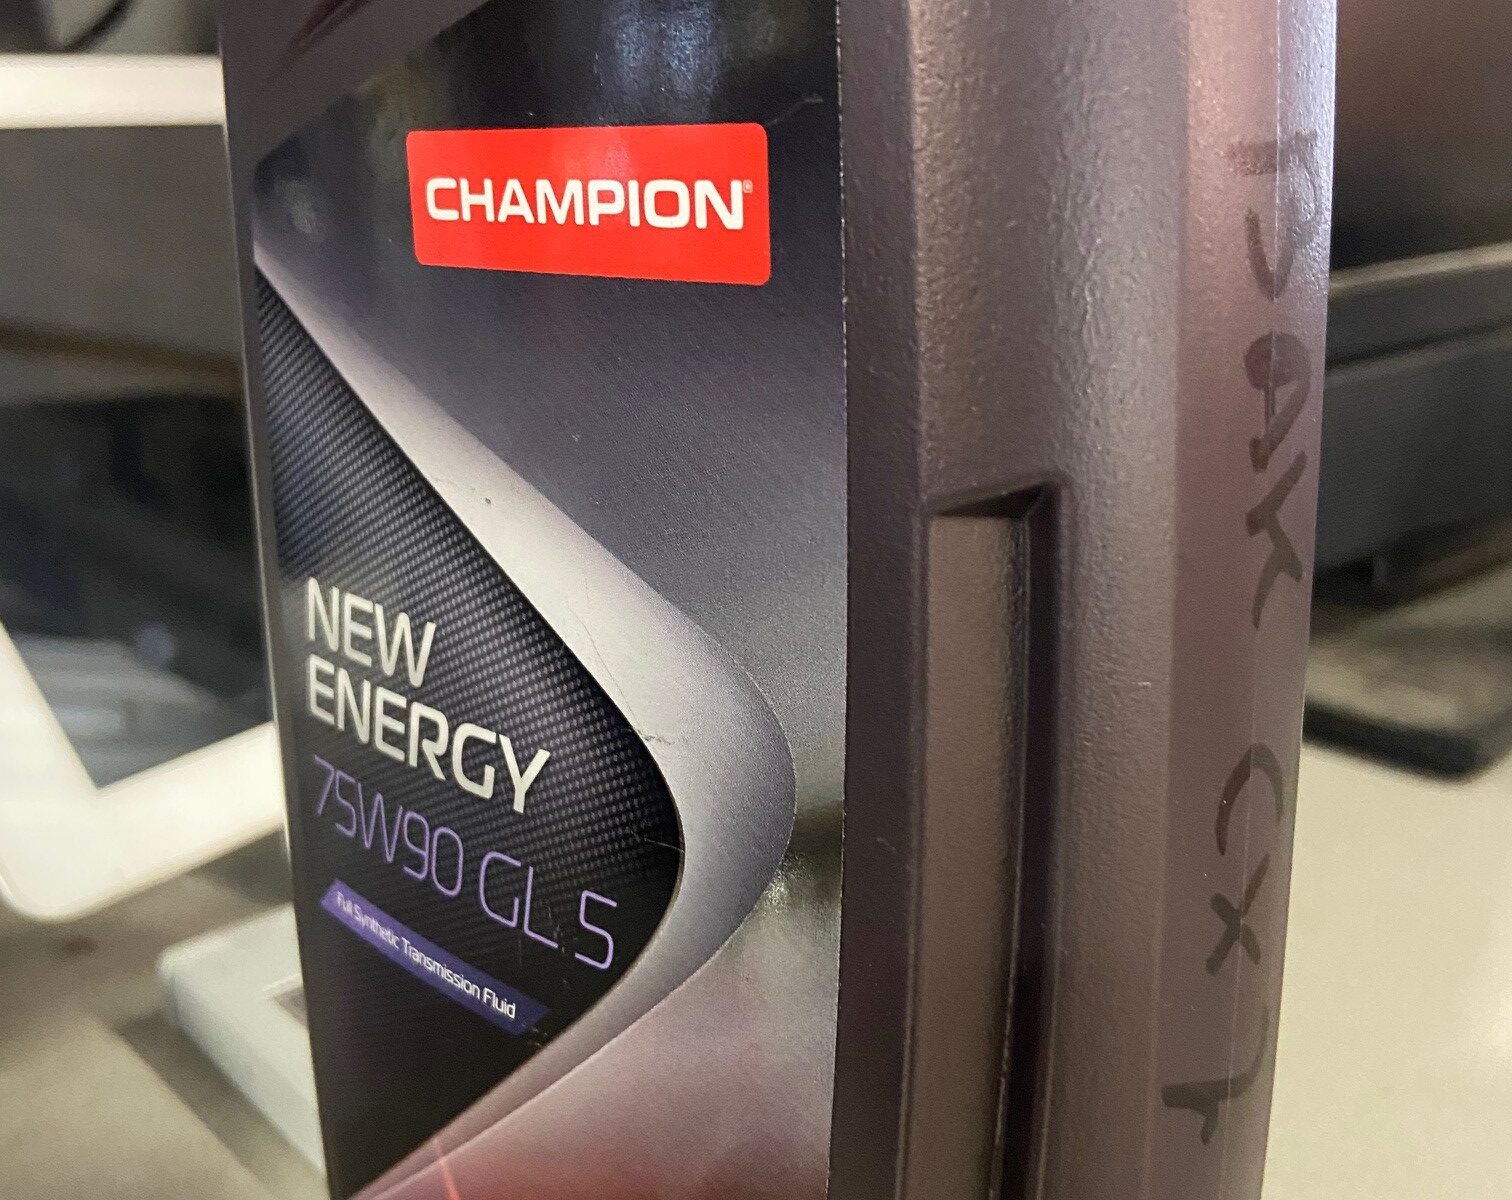 CHAMPION®
NEW
ENERGY
75W90 GL 5
Full Synthetic Transmission Fluid